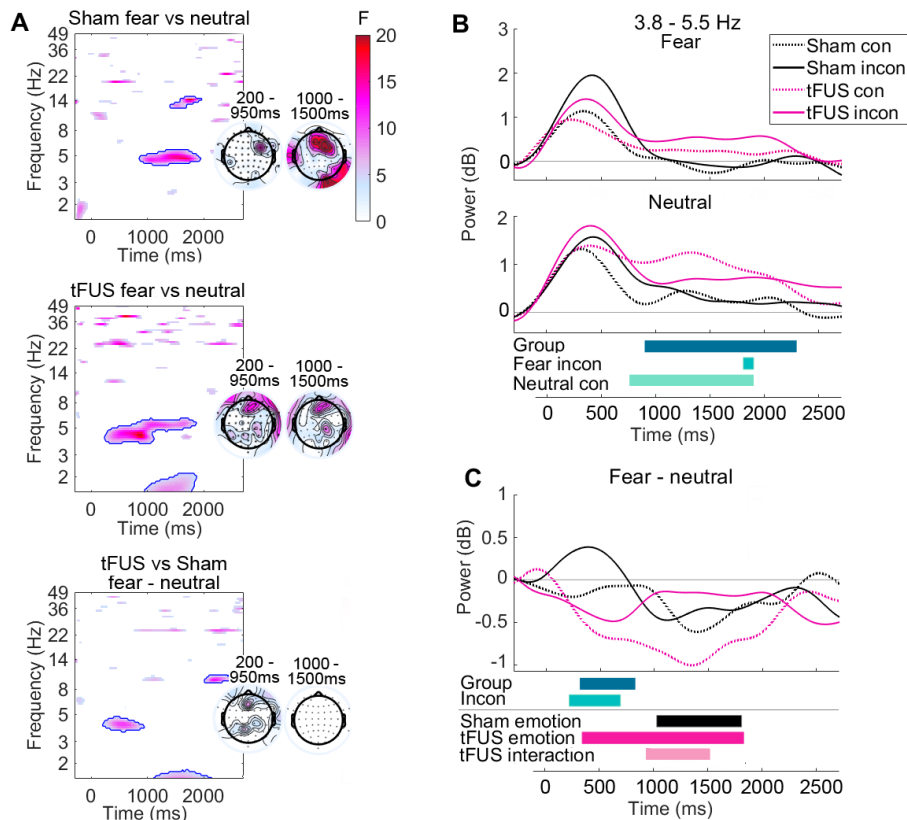 A
Sham fear vs neutral
F
49
36
22
14
8
5
3
2
Frequency (Hz)
0 1000 2000
Time (ms)
200 -
950ms
1000 -
1500ms
20
15
10
5
0
tFUS fear vs neutral
49
36
22
14
8
5
3
2
Frequency (Hz)
0 1000 2000
Time (ms)
200 -
950ms
1000 -
1500ms
tFUS vs Sham
fear - neutral
49
36
22
14
8
5
3
2
Frequency (Hz)
0 1000 2000
Time (ms)
200 -
950ms
1000 -
1500ms
B
3.8 - 5.5 Hz
Fear
Sham con
Sham incon
tFUS con
tFUS incon
3
2
1
0
Power (dB)
Neutral
2
1
0
Group
Fear incon
Neutral con
0 500 1000 1500 2000 2500
Time (ms)
C
Fear - neutral
1
0.5
0
-0.5
-1
Power (dB)
Group
Incon
Sham emotion
tFUS emotion
tFUS interaction
0 500 1000 1500 2000 2500
Time (ms)